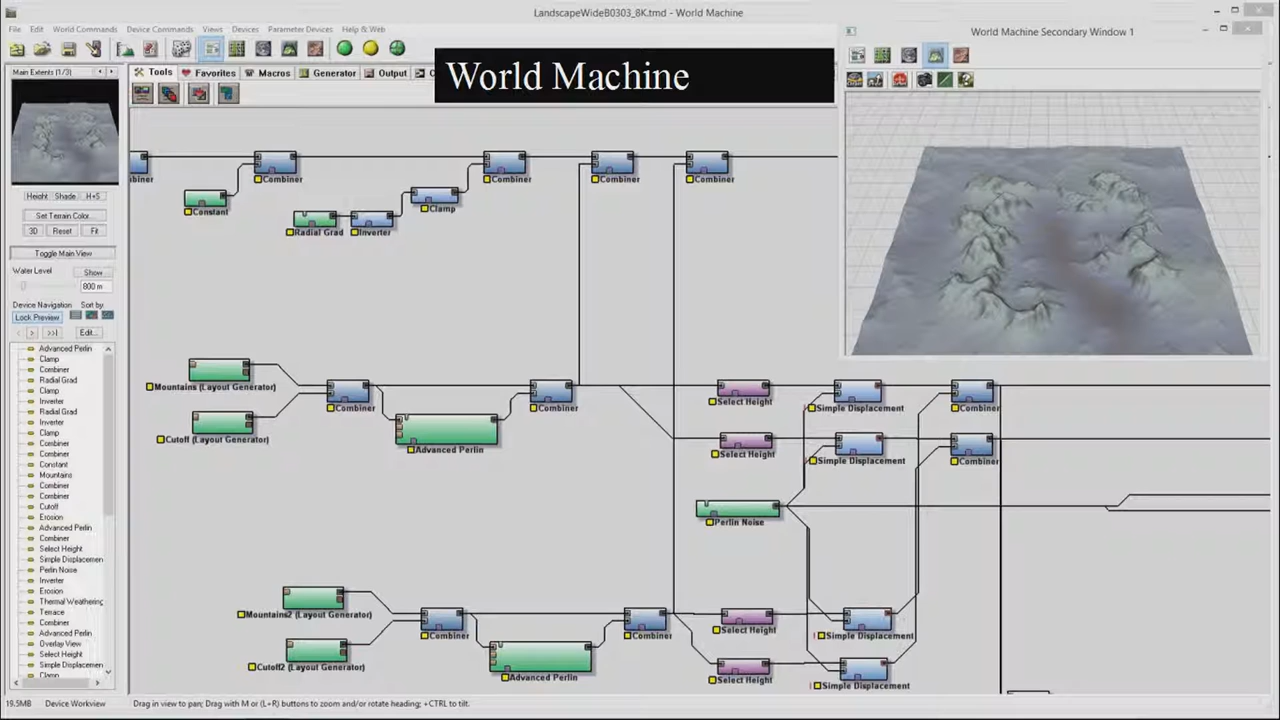 LandscapeWideB0303_8K.tmd - World Machine
File Edit World Commands Device Commands Views Devices Parameter Devices Help & Web
World Machine Secondary Window 1
World Machine
Main Extents (1/3)
Tools Favorites Macros Generator Output
Combiner Combiner Combiner Combiner
Constant Clamp
Radial Grad Inverter
Height Shade H+S
Set Terrain Color...
3D Reset Fit
Toggle Main View
Water Level Show
800 m
Device Navigation Sort by:
Lock Preview
Edit...
Advanced Perlin
Clamp
Combiner
Radial Grad
Clamp
Inverter
Radial Grad
Inverter
Clamp
Combiner
Combiner
Constant
Mountains
Combiner
Cutoff
Erosion
Advanced Perlin
Combiner
Select Height
Simple Displacemen
Perlin Noise
Inverter
Erosion
Thermal Weathering
Terrace
Combiner
Advanced Perlin
Overlay View
Select Height
Simple Displacemen
Clamp
Mountains (Layout Generator)
Cutoff (Layout Generator)
Combiner
Advanced Perlin
Combiner
Select Height Simple Displacement Combiner
Select Height Simple Displacement Combiner
Perlin Noise
Mountains2 (Layout Generator)
Cutoff2 (Layout Generator)
Combiner
Advanced Perlin
Combiner
Select Height Simple Displacement
Select Height Simple Displacement
19.5MB Device Workview Drag in view to pan; Drag with M or (L+R) buttons to zoom and/or rotate heading; +CTRL to tilt.